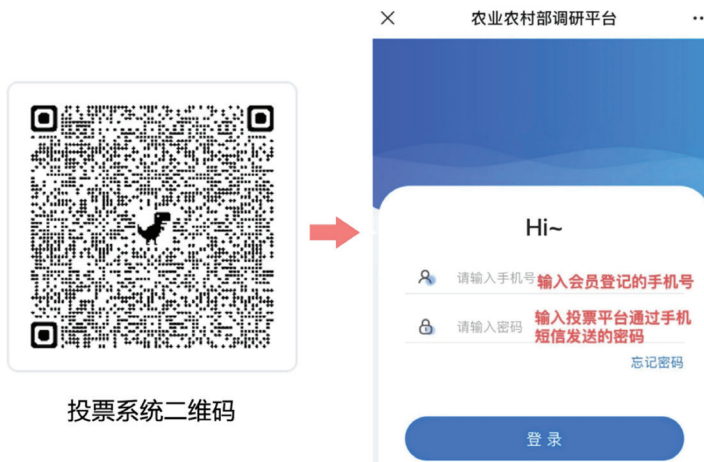 农业农村部调研平台
Hi~
请输入手机号
输入会员登记的手机号
请输入密码
输入投票平台通过手机
短信发送的密码
忘记密码
登录
投票系统二维码